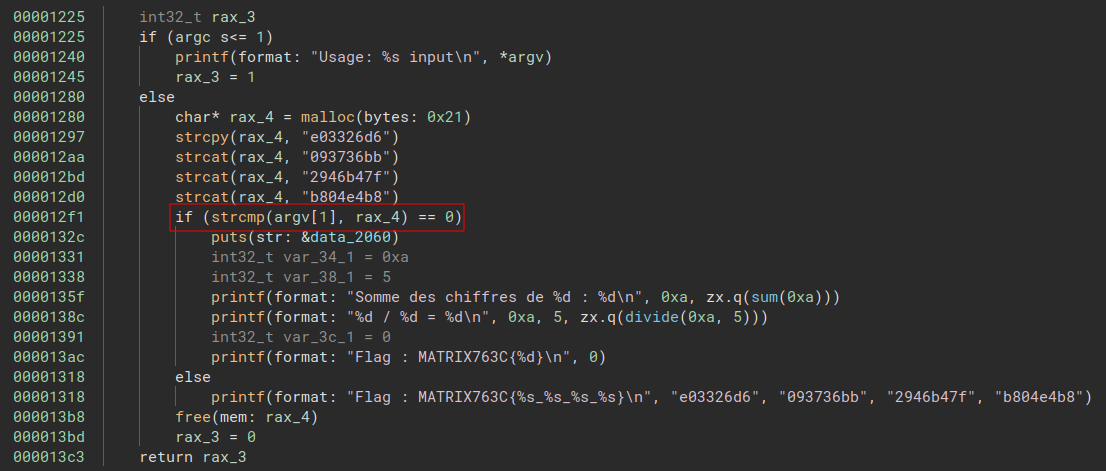 00001225 int32_t rax_3
00001225 if (argc s<= 1)
00001240 printf(format: "Usage: %s input\n", *argv)
00001245 rax_3 = 1
00001280 else
00001280 char* rax_4 = malloc(bytes: 0x21)
00001297 strcpy(rax_4, "e03326d6")
000012aa strcat(rax_4, "093736bb")
000012bd strcat(rax_4, "2946b47f")
000012d0 strcat(rax_4, "b804e4b8")
000012f1 if (strcmp(argv[1], rax_4) == 0)
0000132c puts(str: &data_2060)
00001331 int32_t var_34_1 = 0xa
00001338 int32_t var_38_1 = 5
0000135f printf(format: "Somme des chiffres de %d : %d\n", 0xa, zx.q(sum(0xa)))
0000138c printf(format: "%d / %d = %d\n", 0xa, 5, zx.q(divide(0xa, 5)))
00001391 int32_t var_3c_1 = 0
000013ac printf(format: "Flag : MATRIX763C{%d}\n", 0)
00001318 else
00001318 printf(format: "Flag : MATRIX763C{%s_%s_%s_%s}\n", "e03326d6", "093736bb", "2946b47f", "b804e4b8")
000013b8 free(mem: rax_4)
000013bd rax_3 = 0
000013c3 return rax_3